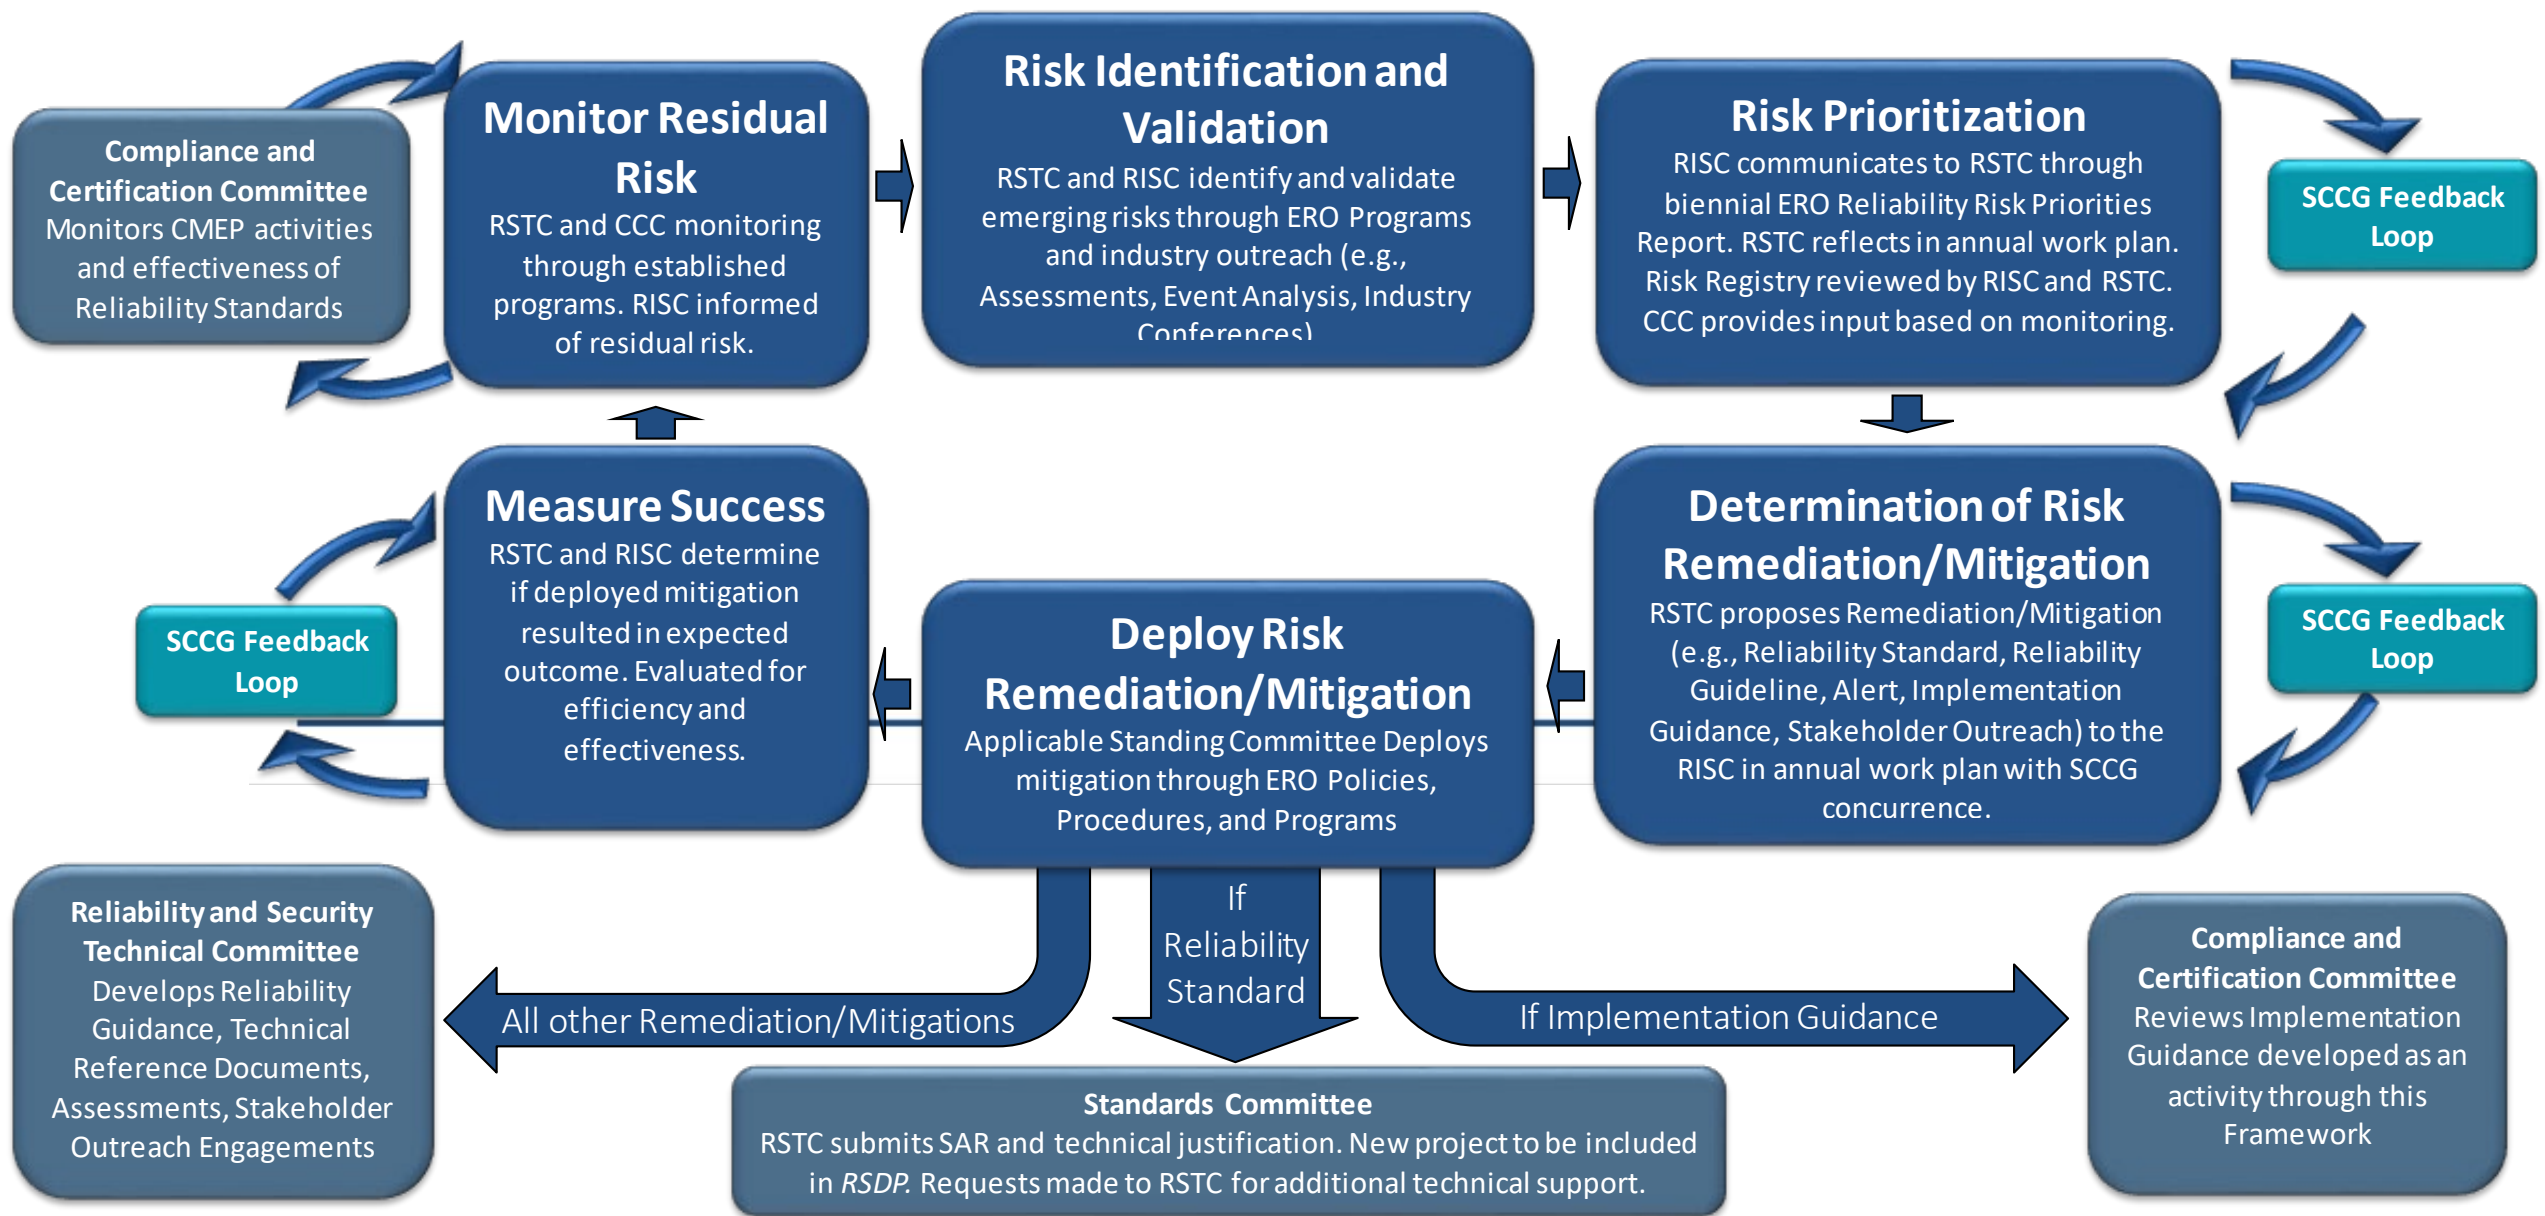 Compliance and
Certification Committee
Monitors CMEP activities
and effectiveness of
Reliability Standards
Monitor Residual
Risk
RSTC and CCC monitoring
through established
programs. RISC informed
of residual risk.
Risk Identification and
Validation
RSTC and RISC identify and validate
emerging risks through ERO Programs
and industry outreach (e.g.,
Assessments, Event Analysis, Industry
Conferences)
Risk Prioritization
RISC communicates to RSTC through
biennial ERO Reliability Risk Priorities
Report. RSTC reflects in annual work plan.
Risk Registry reviewed by RISC and RSTC.
CCC provides input based on monitoring.
SCCG Feedback
Loop
Determination of Risk
Remediation/Mitigation
RSTC proposes Remediation/Mitigation
(e.g., Reliability Standard, Reliability
Guideline, Alert, Implementation
Guidance, Stakeholder Outreach) to the
RISC in annual work plan with SCCG
concurrence.
SCCG Feedback
Loop
Deploy Risk
Remediation/Mitigation
Applicable Standing Committee Deploys
mitigation through ERO Policies,
Procedures, and Programs
Measure Success
RSTC and RISC determine
if deployed mitigation
resulted in expected
outcome. Evaluated for
efficiency and
effectiveness.
SCCG Feedback
Loop
All other Remediation/Mitigations
If
Reliability
Standard
If Implementation Guidance
Reliability and Security
Technical Committee
Develops Reliability
Guidance, Technical
Reference Documents,
Assessments, Stakeholder
Outreach Engagements
Standards Committee
RSTC submits SAR and technical justification. New project to be included
in RSDP. Requests made to RSTC for additional technical support.
Compliance and
Certification Committee
Reviews Implementation
Guidance developed as an
activity through this
Framework